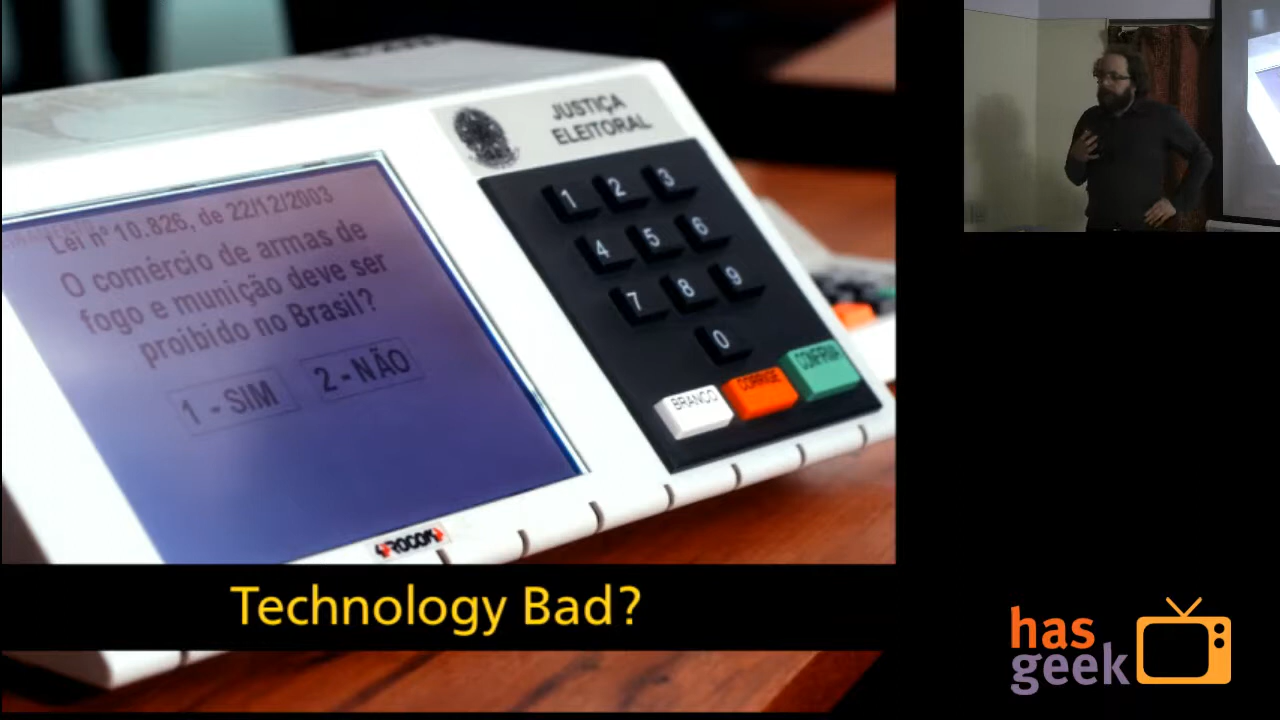 JUSTIÇA
ELEITORAL
Lei nº 10.826, de 22/12/2003
O comércio de armas de
fogo e munição deve ser
proibido no Brasil?
1 - SIM
2 - NÃO
1 2 3
4 5 6
7 8 9
0
BRANCO
CORRIGE
CONFIRMA
PROCOMP
Technology Bad?
has
geek